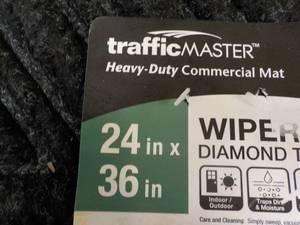 trafficMASTER™
Heavy-Duty Commercial Mat
24 in x
36 in
WIPER
DIAMOND T
Indoor / Outdoor
Traps Dirt & Moisture
Care and Cleaning Simply sweep, vacuu